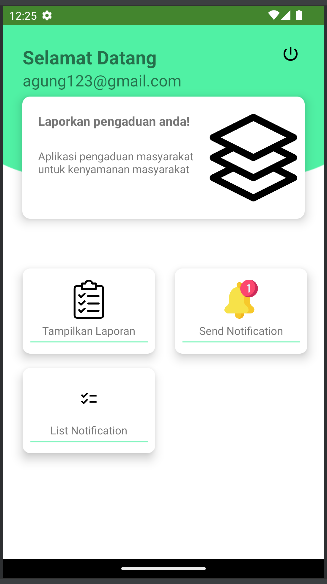 12:25
Selamat Datang
agung123@gmail.com
Laporkan pengaduan anda!
Aplikasi pengaduan masyarakat
untuk kenyamanan masyarakat
Tampilkan Laporan
1
Send Notification
List Notification